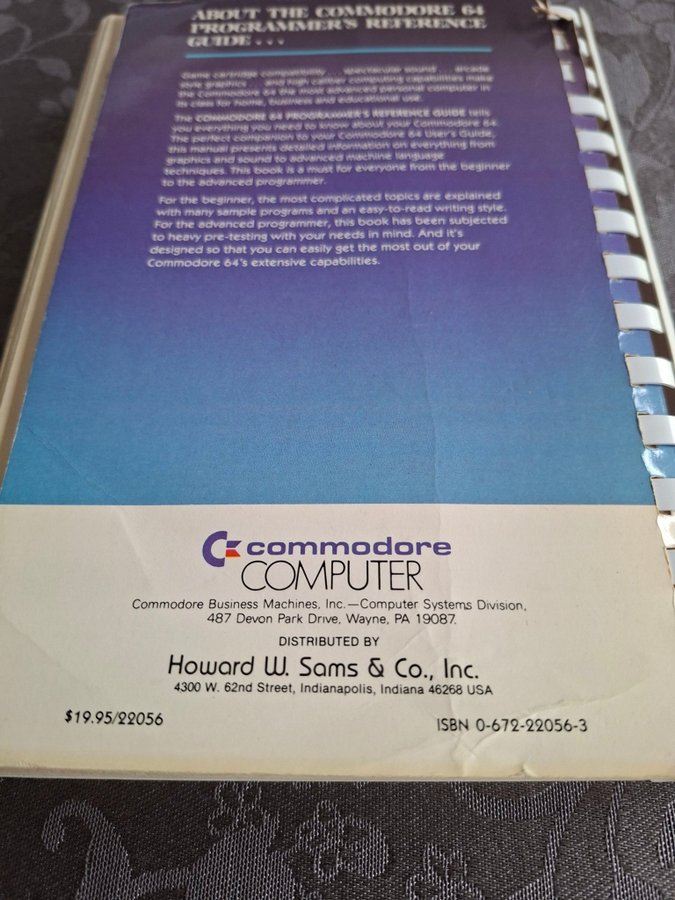 ABOUT THE COMMODORE 64
PROGRAMMER'S REFERENCE
GUIDE . . .
Game cartridge compatibility . . . spectacular sound . . . arcade
style graphics . . . and high caliber computing capabilities make
the Commodore 64 the most advanced personal computer in
its class for home, business and educational use.
The COMMODORE 64 PROGRAMMER'S REFERENCE GUIDE tells
you everything you need to know about your Commodore 64.
The perfect companion to your Commodore 64 User's Guide,
this manual presents detailed information on everything from
graphics and sound to advanced machine language
techniques. This book is a must for everyone from the beginner
to the advanced programmer.
For the beginner, the most complicated topics are explained
with many sample programs and an easy-to-read writing style.
For the advanced programmer, this book has been subjected
to heavy pre-testing with your needs in mind. And it's
designed so that you can easily get the most out of your
Commodore 64's extensive capabilities.
commodore
COMPUTER
Commodore Business Machines, Inc.—Computer Systems Division,
487 Devon Park Drive, Wayne, PA 19087.
DISTRIBUTED BY
Howard W. Sams & Co., Inc.
4300 W. 62nd Street, Indianapolis, Indiana 46268 USA
$19.95/22056
ISBN 0-672-22056-3